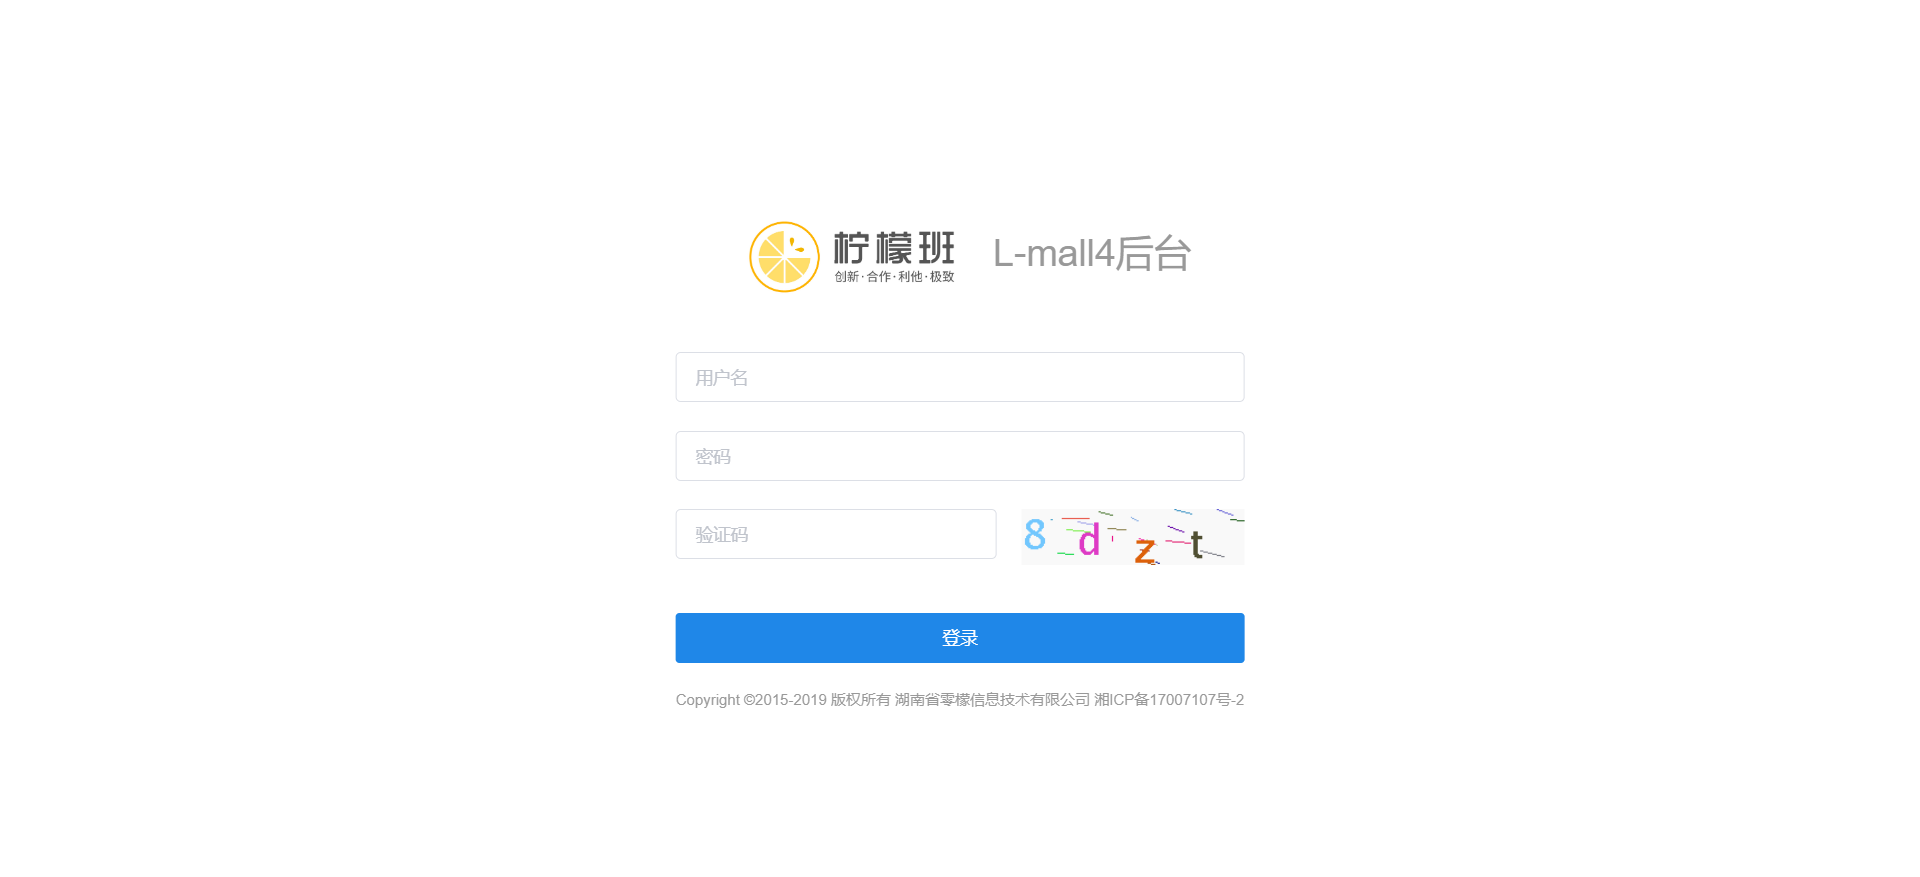 柠檬班
创新·合作·利他·极致
L-mall4后台
用户名
密码
验证码
8dzt
登录
Copyright ©2015-2019 版权所有 湖南省零檬信息技术有限公司 湘ICP备17007107号-2